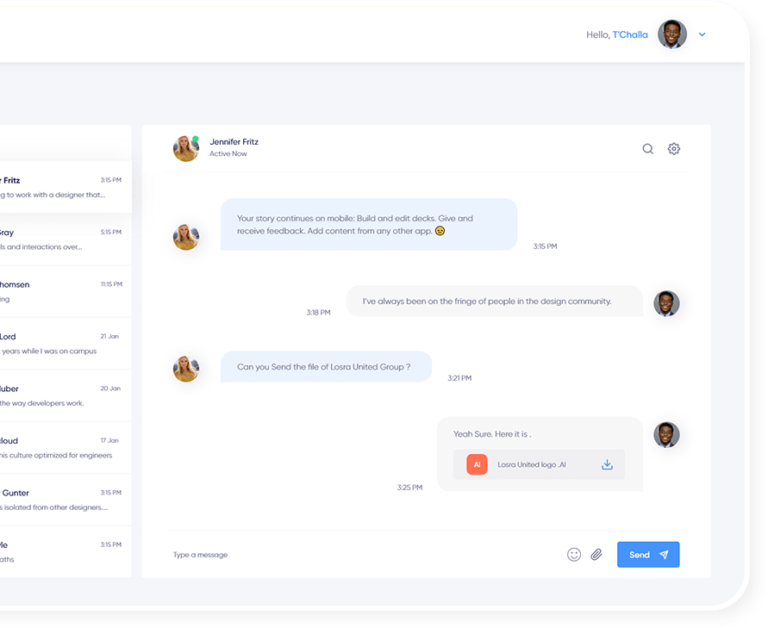 Hello, T'Challa
r Fritz
3:15 PM
g to work with a designer that...
Gray
5:15 PM
ls and interactions over...
homsen
11:15 PM
ing
Lord
21 Jan
years while I was on campus
uber
20 Jan
the way developers work.
cloud
17 Jan
his culture optimized for engineers
Gunter
3:15 PM
s isolated from other designers....
le
3:15 PM
aths
Jennifer Fritz
Active Now
Your story continues on mobile: Build and edit decks. Give and
receive feedback. Add content from any other app.
3:15 PM
I've always been on the fringe of people in the design community.
3:18 PM
Can you Send the file of Losra United Group ?
3:21 PM
Yeah Sure. Here it is .
AI
Losra United logo .AI
3:25 PM
Type a message
Send